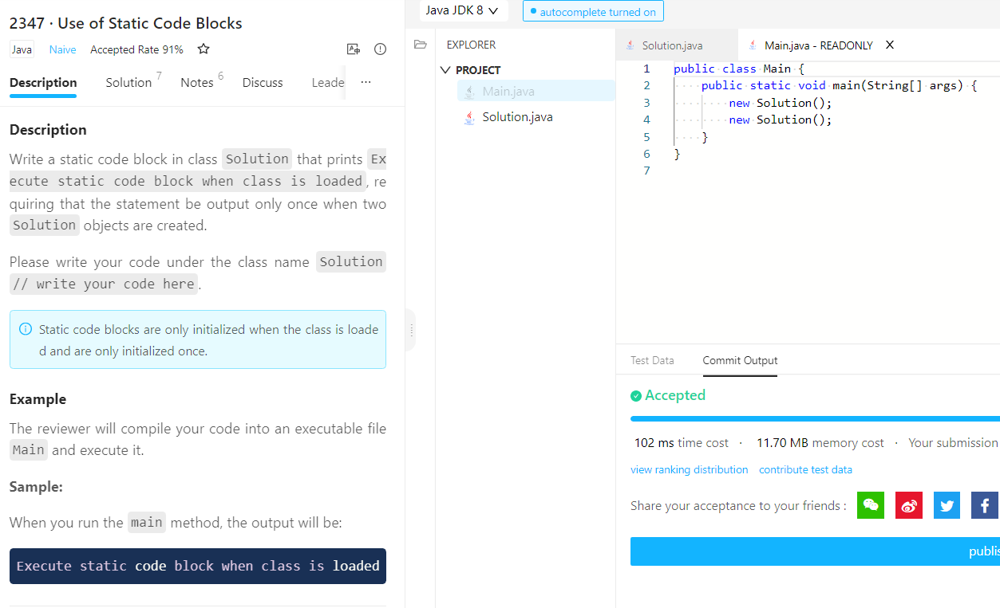 2347 · Use of Static Code Blocks
Java Naive Accepted Rate 91%
Description Solution 7 Notes 6 Discuss Leade ...
Description
Write a static code block in class Solution that prints Ex
ecute static code block when class is loaded, re
quiring that the statement be output only once when two
Solution objects are created.
Please write your code under the class name Solution
// write your code here.
Static code blocks are only initialized when the class is loade
d and are only initialized once.
Example
The reviewer will compile your code into an executable file
Main and execute it.
Sample:
When you run the main method, the output will be:
Execute static code block when class is loaded
Java JDK 8
autocomplete turned on
EXPLORER
PROJECT
Main.java
Solution.java
Solution.java Main.java - READONLY X
1 public class Main {
2 public static void main(String[] args) {
3 new Solution();
4 new Solution();
5 }
6 }
7
Test Data Commit Output
Accepted
102 ms time cost · 11.70 MB memory cost · Your submission
view ranking distribution contribute test data
Share your acceptance to your friends :
publis